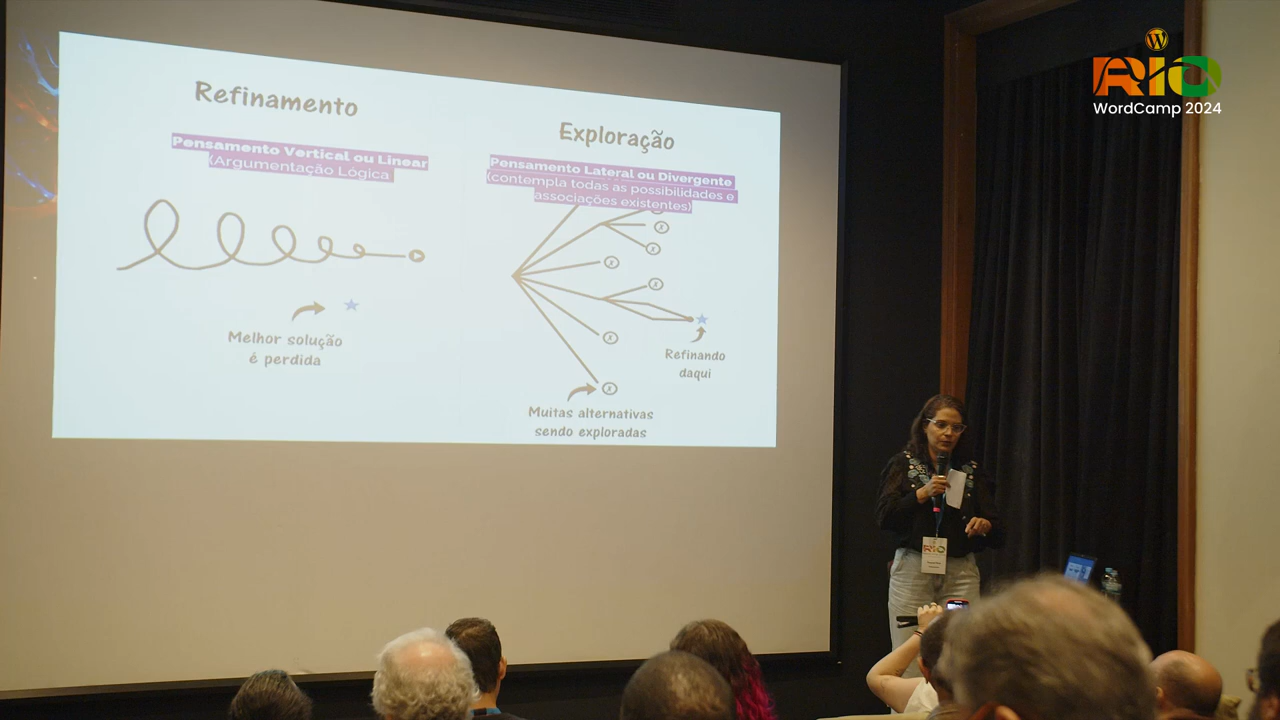 Refinamento
Pensamento Vertical ou Linear
(Argumentação Lógica
Melhor solução
é perdida
Exploração
Pensamento Lateral ou Divergente
(contempla todas as possibilidades e
associações existentes)
x
x
x
x
x
x
Refinando
daqui
Muitas alternativas
sendo exploradas
W
RIO
WordCamp 2024
RIO